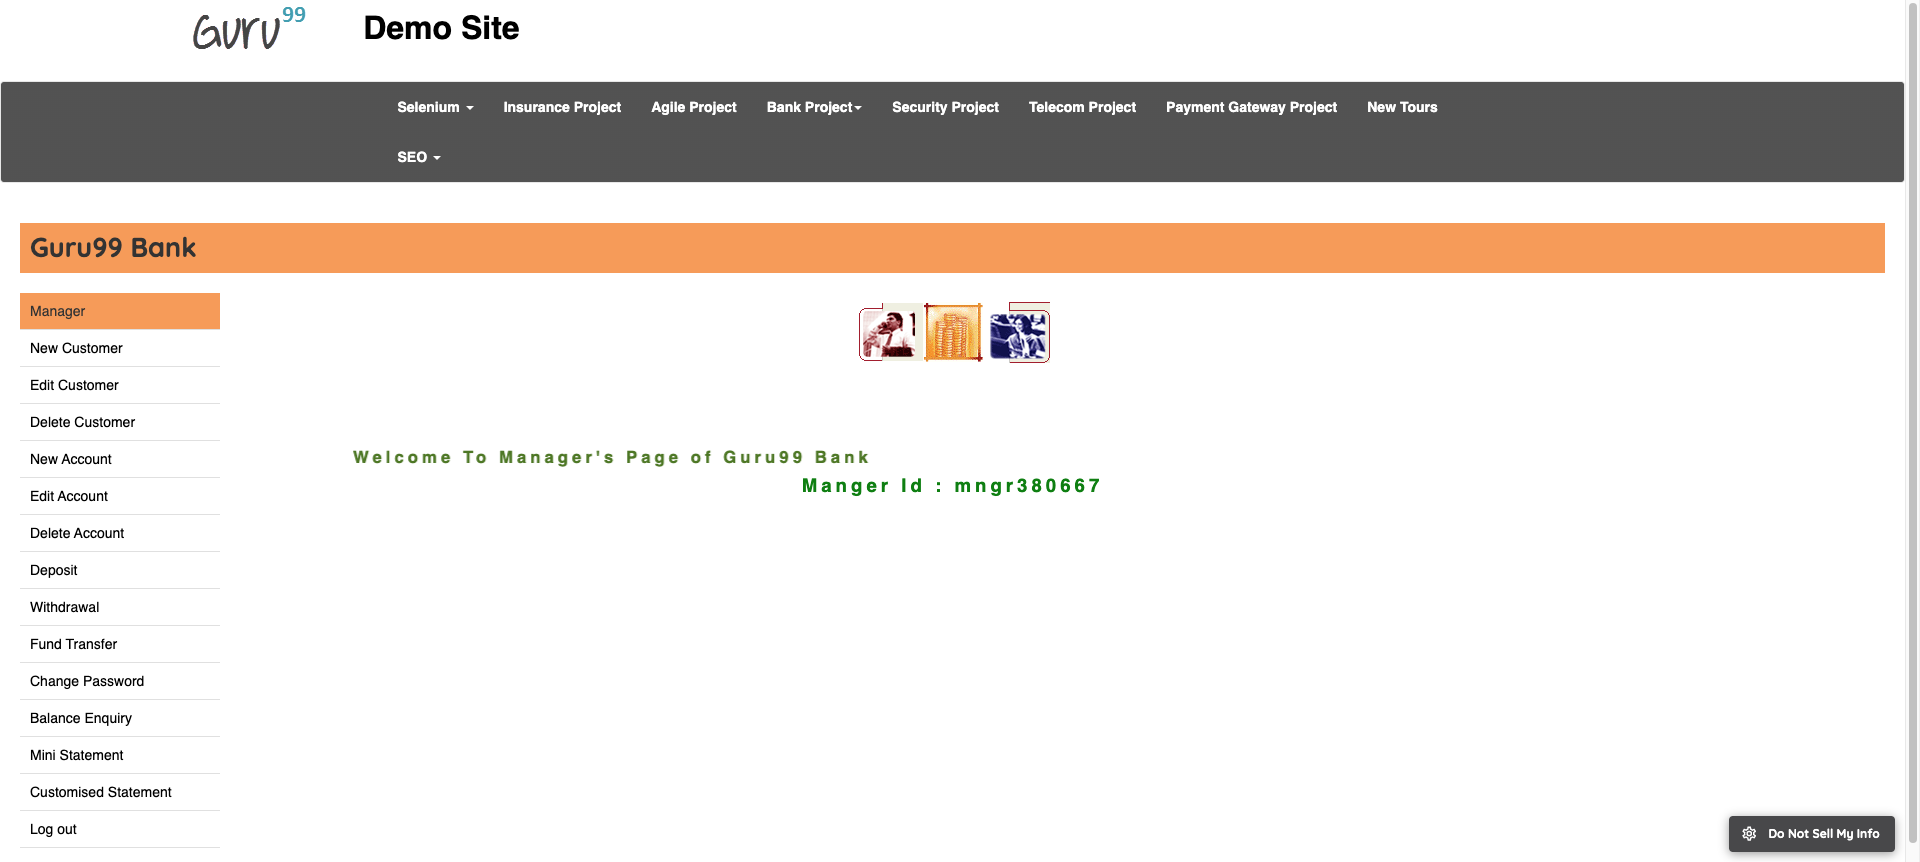 Guru99
Demo Site
Selenium Insurance Project Agile Project Bank Project Security Project Telecom Project Payment Gateway Project New Tours
SEO
Guru99 Bank
Manager
New Customer
Edit Customer
Delete Customer
New Account
Edit Account
Delete Account
Deposit
Withdrawal
Fund Transfer
Change Password
Balance Enquiry
Mini Statement
Customised Statement
Log out
Welcome To Manager's Page of Guru99 Bank
Manger Id : mngr380667
Do Not Sell My Info